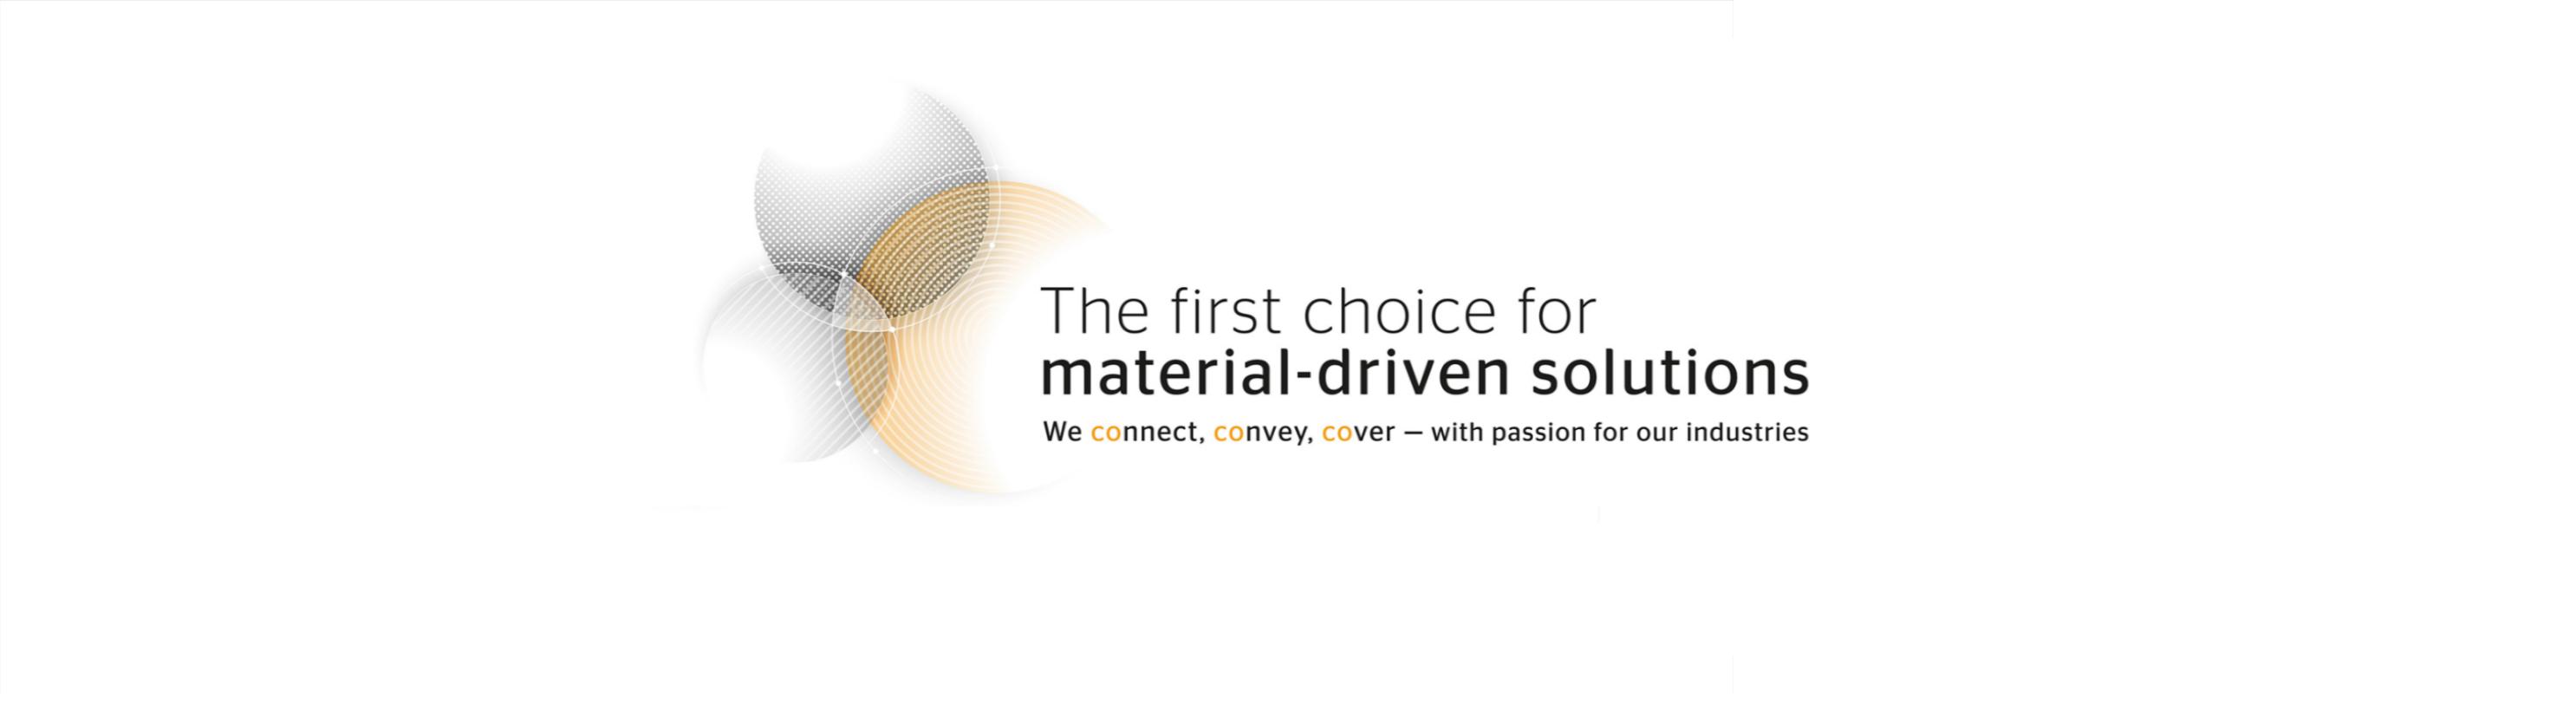 The first choice for
material-driven solutions
We connect, convey, cover — with passion for our industries